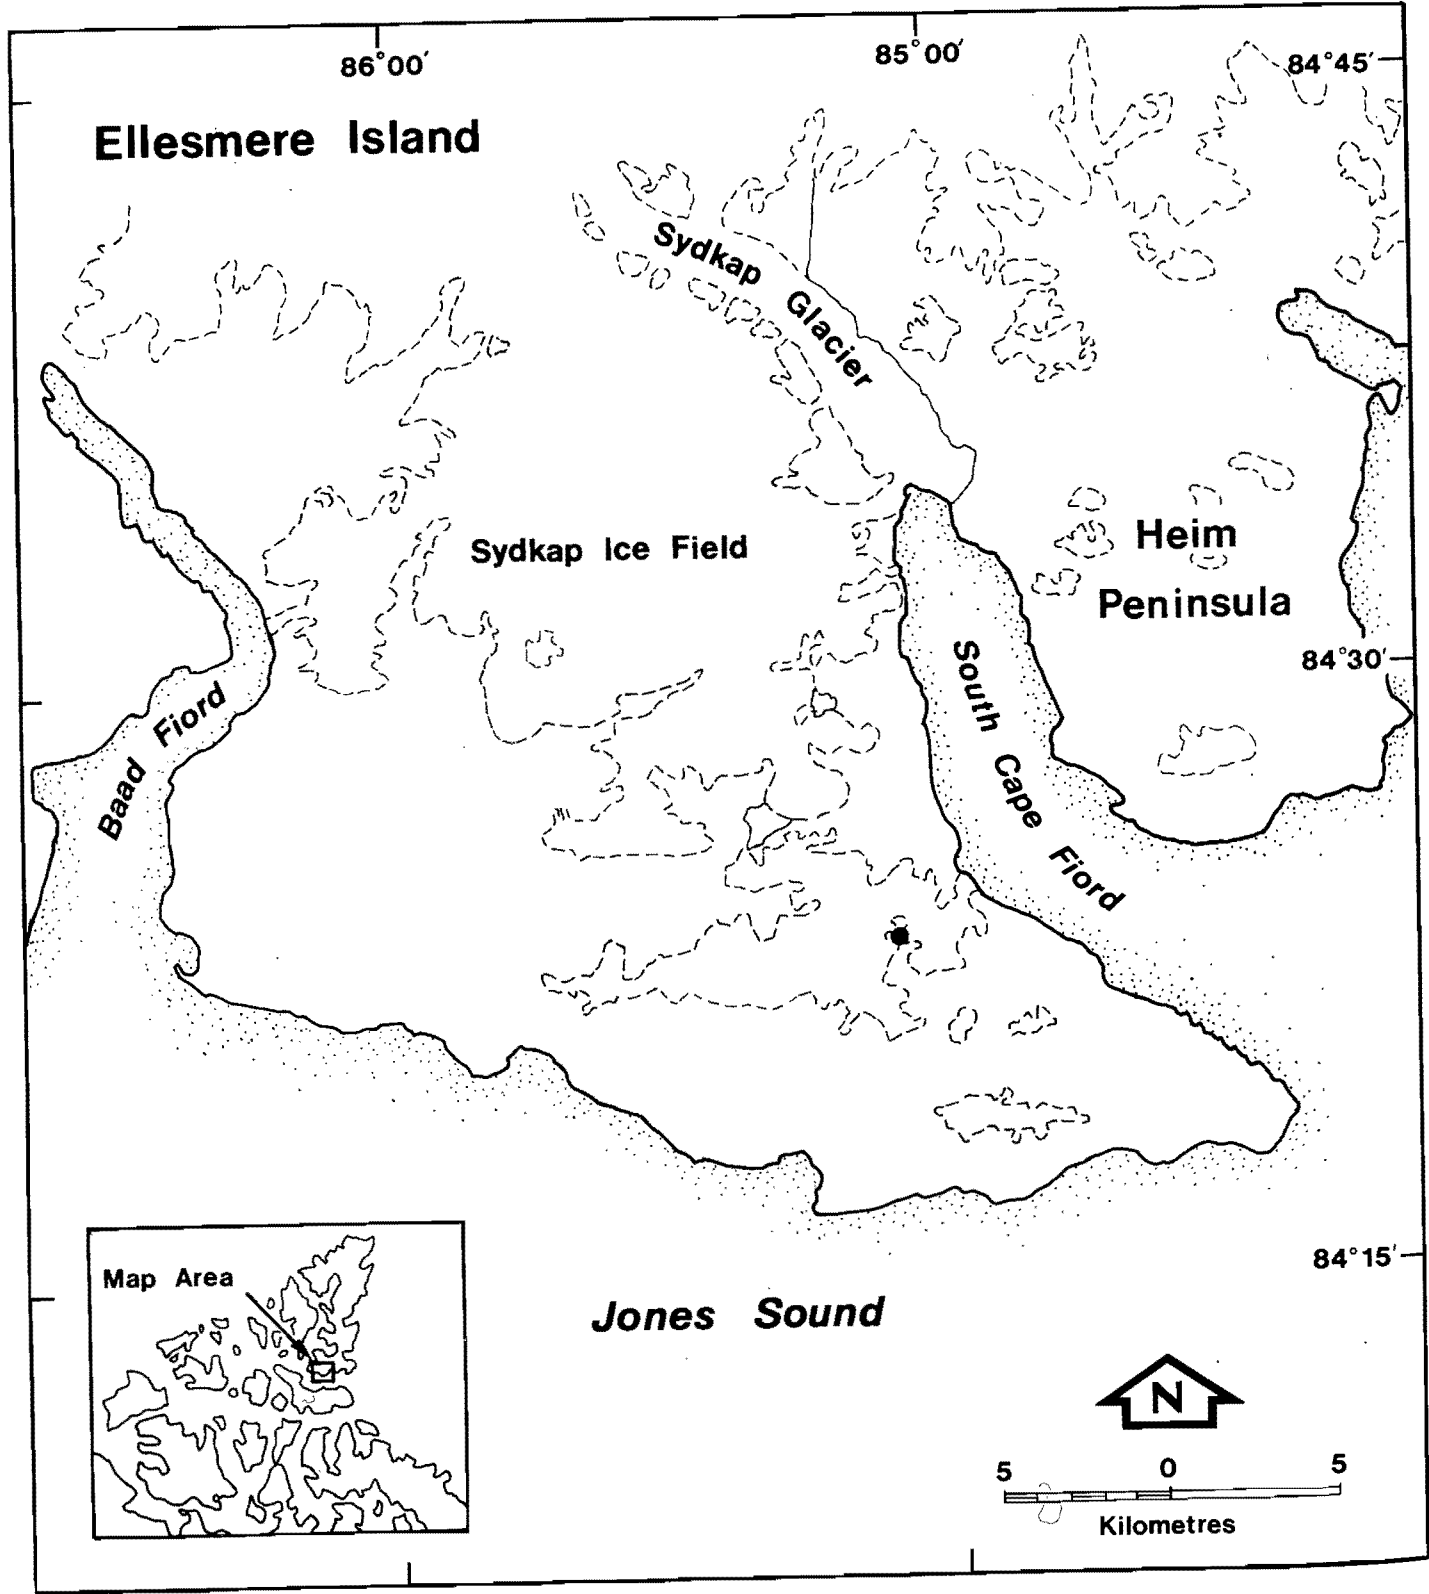 86°00′
85°00′
84°45′
Ellesmere Island
Sydkap Glacier
Sydkap Ice Field
Heim
Peninsula
84°30′
Baad Fiord
South Cape Fiord
84°15′
Map Area
Jones Sound
N
5 0 5
Kilometres